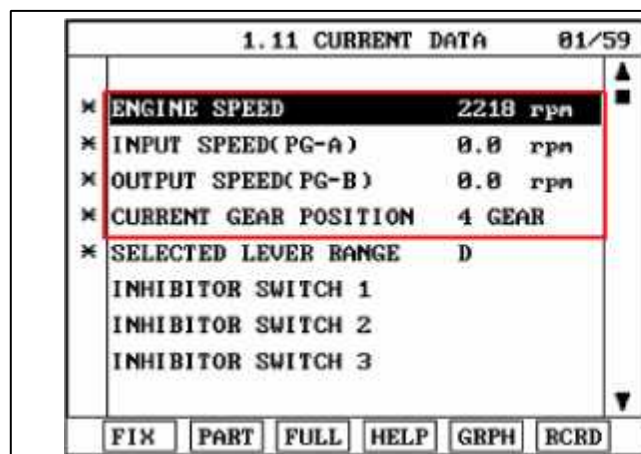 1.11 CURRENT DATA 01/59
* ENGINE SPEED 2218 rpm
* INPUT SPEED(PG-A) 0.0 rpm
* OUTPUT SPEED(PG-B) 0.0 rpm
* CURRENT GEAR POSITION 4 GEAR
* SELECTED LEVER RANGE D
INHIBITOR SWITCH 1
INHIBITOR SWITCH 2
INHIBITOR SWITCH 3
FIX PART FULL HELP GRPH RCRD